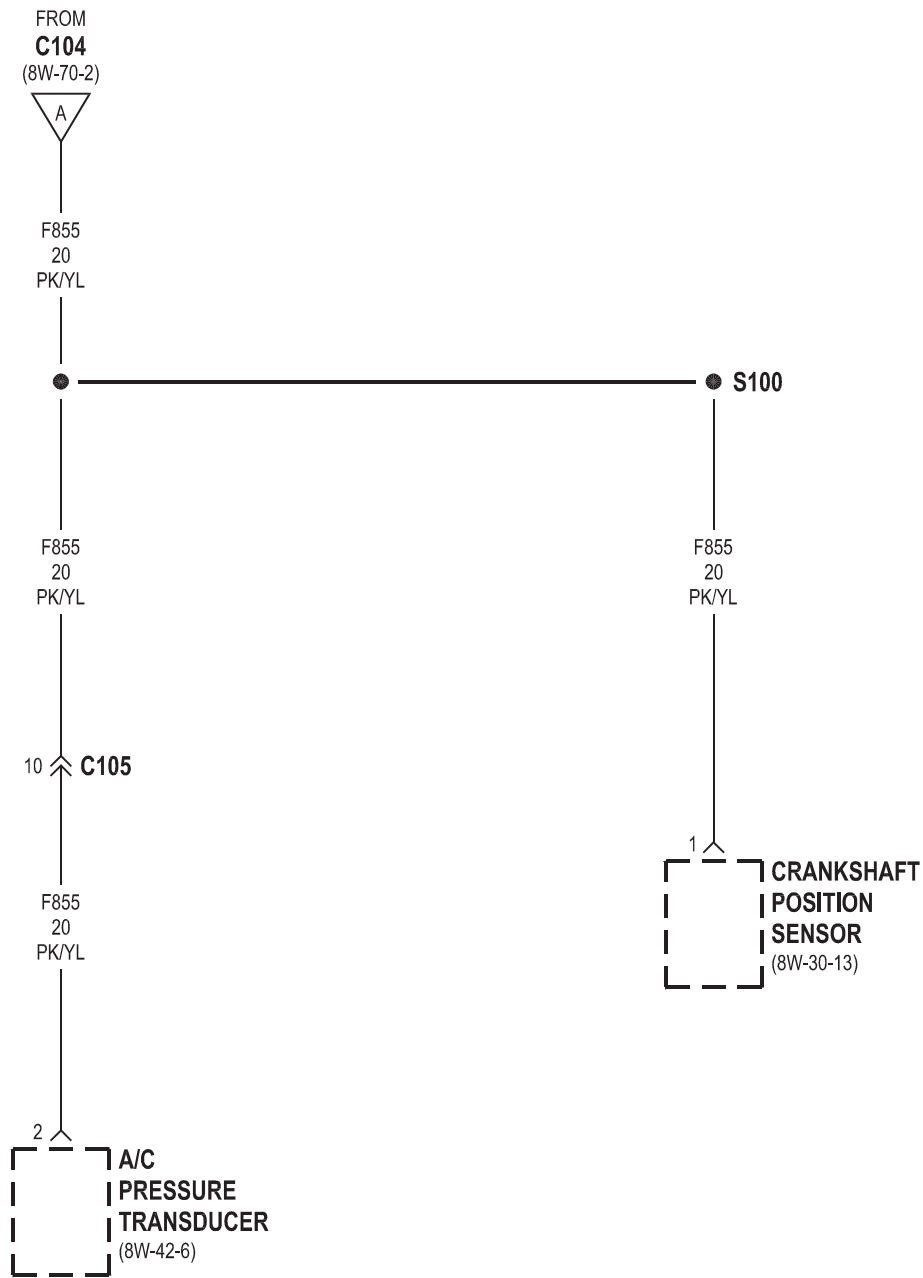 FROM
C104
(8W-70-2)
A
F855
20
PK/YL
S100
F855
20
PK/YL
F855
20
PK/YL
10
C105
1
CRANKSHAFT
POSITION
SENSOR
(8W-30-13)
F855
20
PK/YL
2
A/C
PRESSURE
TRANSDUCER
(8W-42-6)